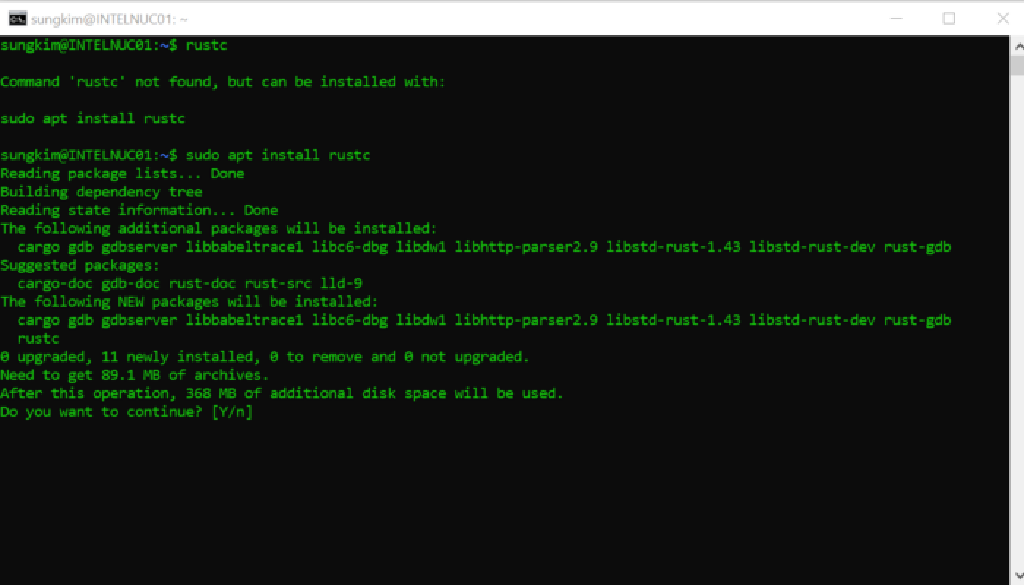 sungkim@INTELNUC01: ~
sungkim@INTELNUC01:~$ rustc
Command 'rustc' not found, but can be installed with:
sudo apt install rustc
sungkim@INTELNUC01:~$ sudo apt install rustc
Reading package lists... Done
Building dependency tree
Reading state information... Done
The following additional packages will be installed:
cargo gdb gdbserver libbabeltrace1 libc6-dbg libdw1 libhttp-parser2.9 libstd-rust-1.43 libstd-rust-dev rust-gdb
Suggested packages:
cargo-doc gdb-doc rust-doc rust-src lld-9
The following NEW packages will be installed:
cargo gdb gdbserver libbabeltrace1 libc6-dbg libdw1 libhttp-parser2.9 libstd-rust-1.43 libstd-rust-dev rust-gdb
rustc
0 upgraded, 11 newly installed, 0 to remove and 0 not upgraded.
Need to get 89.1 MB of archives.
After this operation, 368 MB of additional disk space will be used.
Do you want to continue? [Y/n]